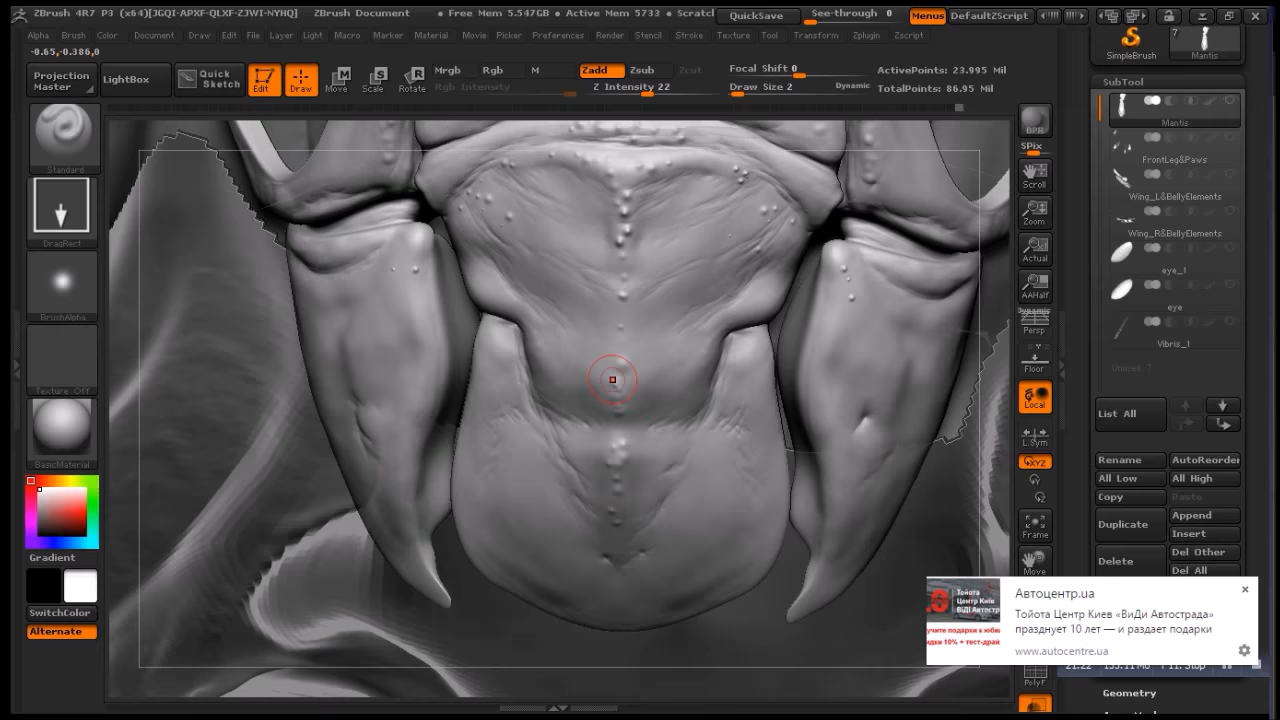 ZBrush 4R7 P3 (x64)[JGQI-APXF-QLXF-ZJWI-NYHQ] ZBrush Document ● Free Mem 5.547GB ● Active Mem 5733 ● Scratch QuickSave See-through 0 Menus DefaultZScript
Alpha Brush Color Document Draw Edit File Layer Light Macro Marker Material Movie Picker Preferences Render Stencil Stroke Texture Tool Transform Zplugin Zscript
-0.65,-0.386,0
Projection Master
LightBox
Quick Sketch
Edit
Draw
Move
Scale
Rotate
Mrgb Rgb M
Rgb Intensity
Zadd Zsub Zcut
Z Intensity 22
Focal Shift 0
Draw Size 2 Dynamic
ActivePoints: 23.995 Mil
TotalPoints: 86.95 Mil
Standard
DragRect
BrushAlpha
Texture Off
BasicMaterial
Gradient
SwitchColor
Alternate
BPR
SPix
Scroll
Zoom
Actual
AAHalf
Dynamic
Persp
Floor
Local
L.Sym
XYZ
Frame
Move
PolyF
SimpleBrush
7
Mantis
SubTool
Mantis
FrontLeg&Paws
Wing_L&BellyElements
Wing_R&BellyElements
eye_1
eye
Vibris_1
Unused 7
List All
Rename AutoReorder
All Low All High
Copy Paste
Duplicate Append
Insert
Delete Del Other
Del All
Автоцентр.ua
Тойота Центр Киев «ВиДи Автострада»
празднует 10 лет — и раздает подарки
www.autocentre.ua
Тойота
Центр Київ
Geometry